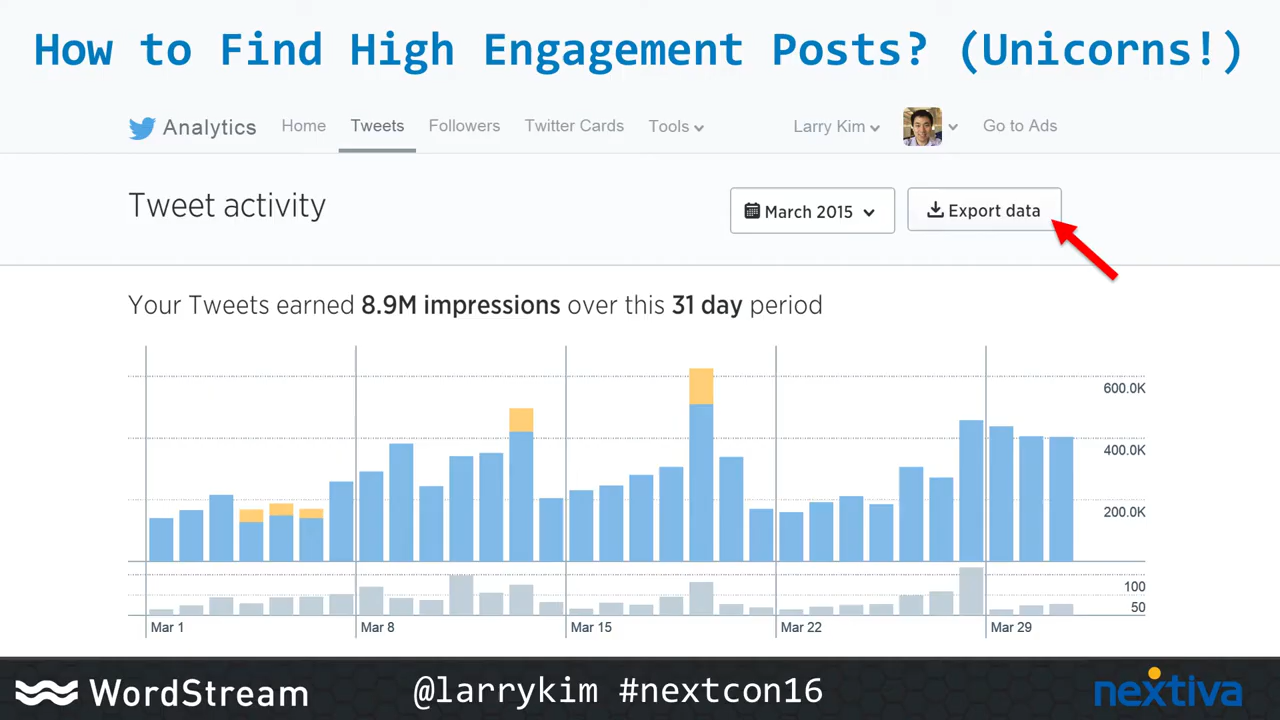 How to Find High Engagement Posts? (Unicorns!)
Analytics Home Tweets Followers Twitter Cards Tools Larry Kim Go to Ads
Tweet activity
March 2015
Export data
Your Tweets earned 8.9M impressions over this 31 day period
600.0K
400.0K
200.0K
100
50
Mar 1 Mar 8 Mar 15 Mar 22 Mar 29
WordStream @larrykim #nextcon16 nextiva